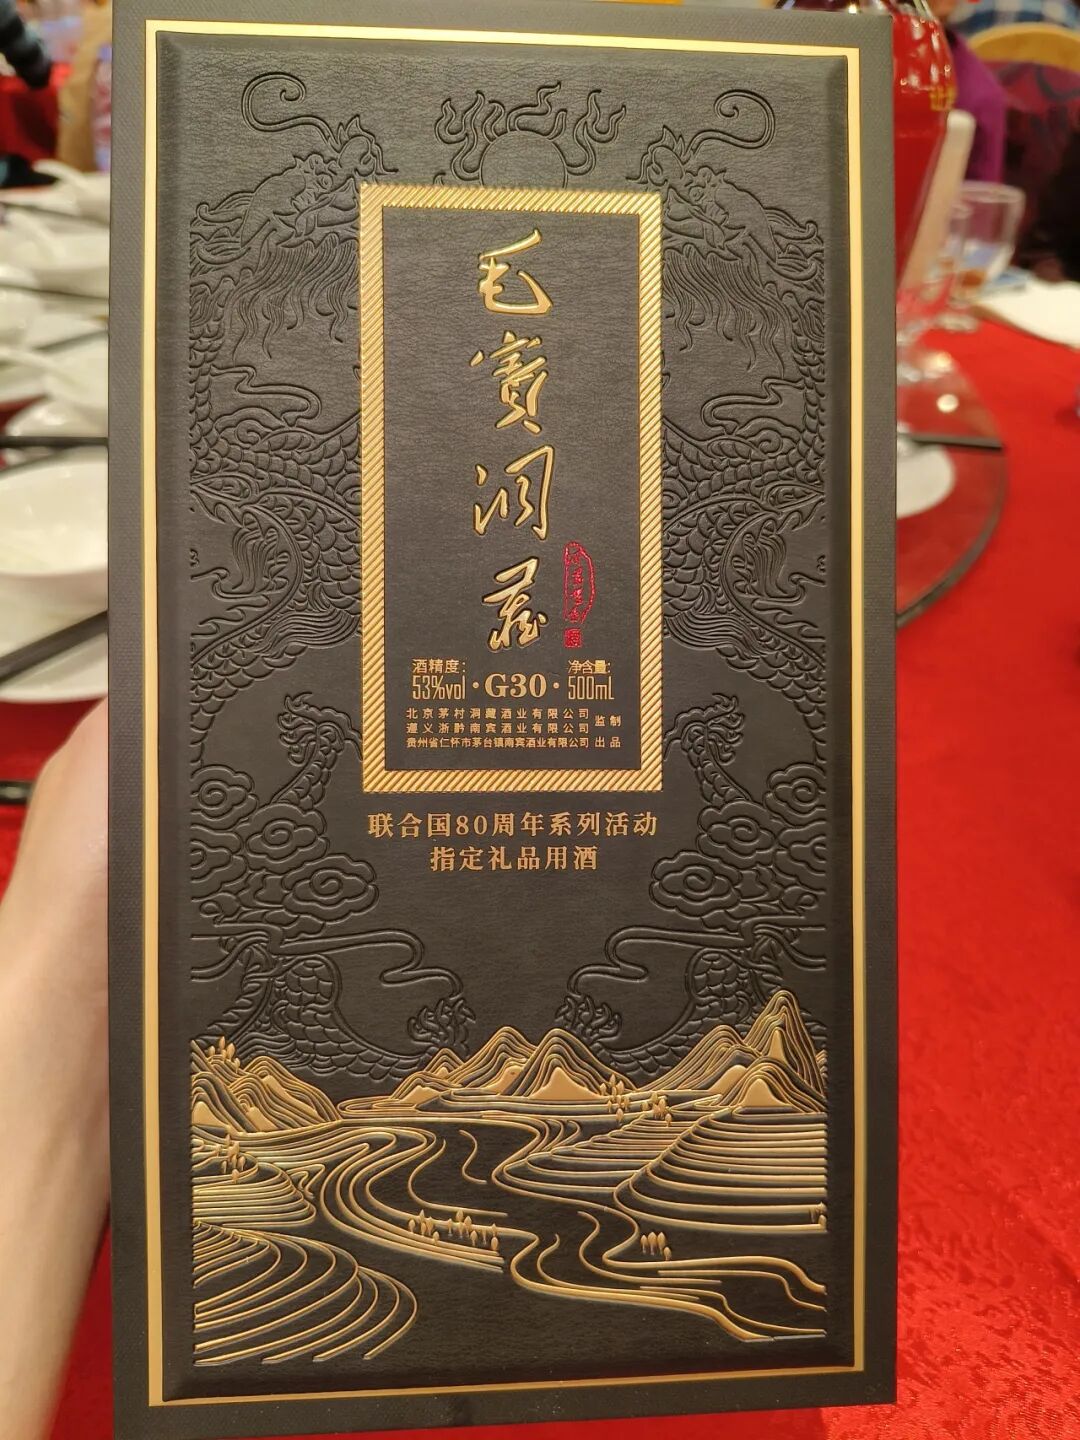 毛寳洞藏
酒精度: 净含量:
53%vol ·G30· 500mL
北京茅村洞藏酒业有限公司
遵义浙黔南宾酒业有限公司
监制
贵州省仁怀市茅台镇南宾酒业有限公司 出品
联合国80周年系列活动
指定礼品用酒